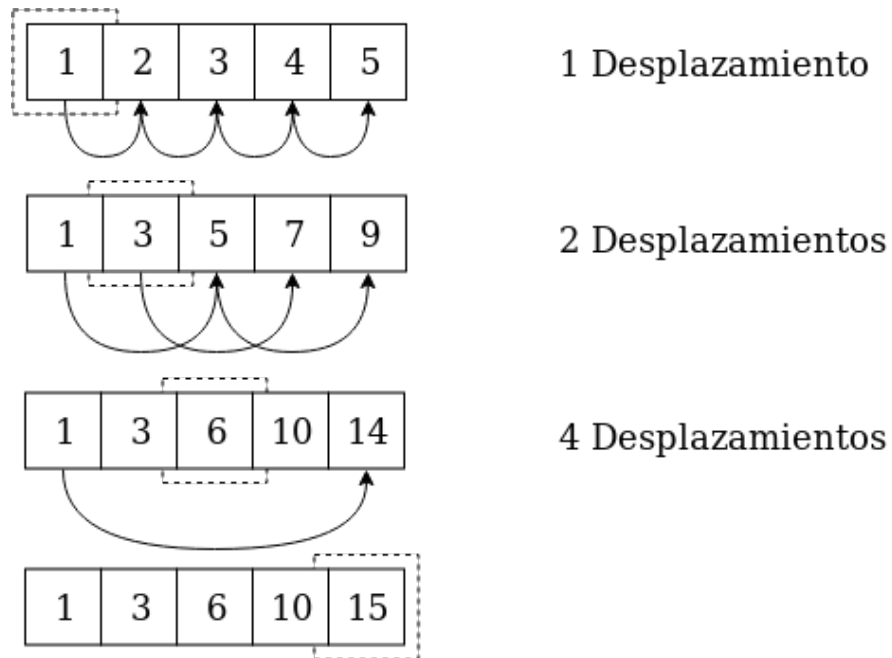 1 2 3 4 5 1 Desplazamiento
1 3 5 7 9 2 Desplazamientos
1 3 6 10 14 4 Desplazamientos
1 3 6 10 15